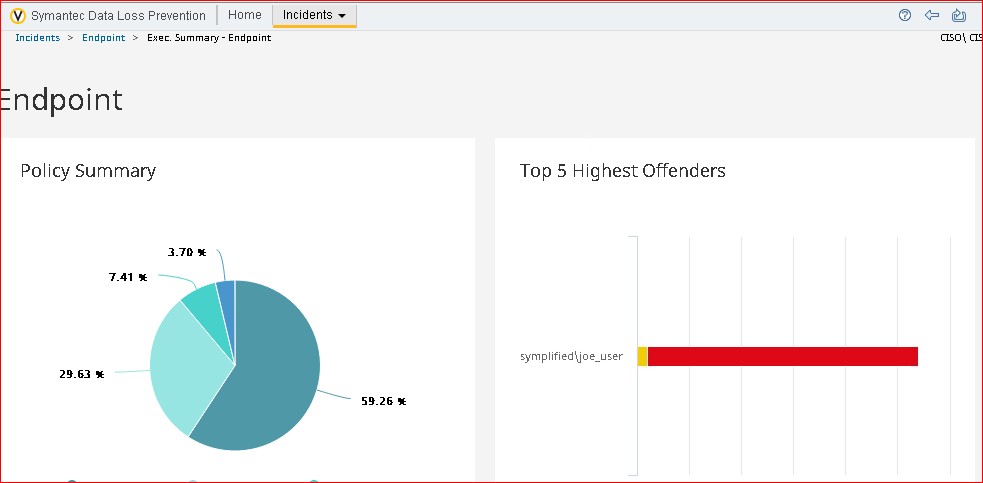 Symantec Data Loss Prevention Home Incidents
Incidents > Endpoint > Exec. Summary - Endpoint CISO\ CIS
Endpoint
Policy Summary
Top 5 Highest Offenders
3.70 %
7.41 %
29.63 %
59.26 %
symplified\joe_user